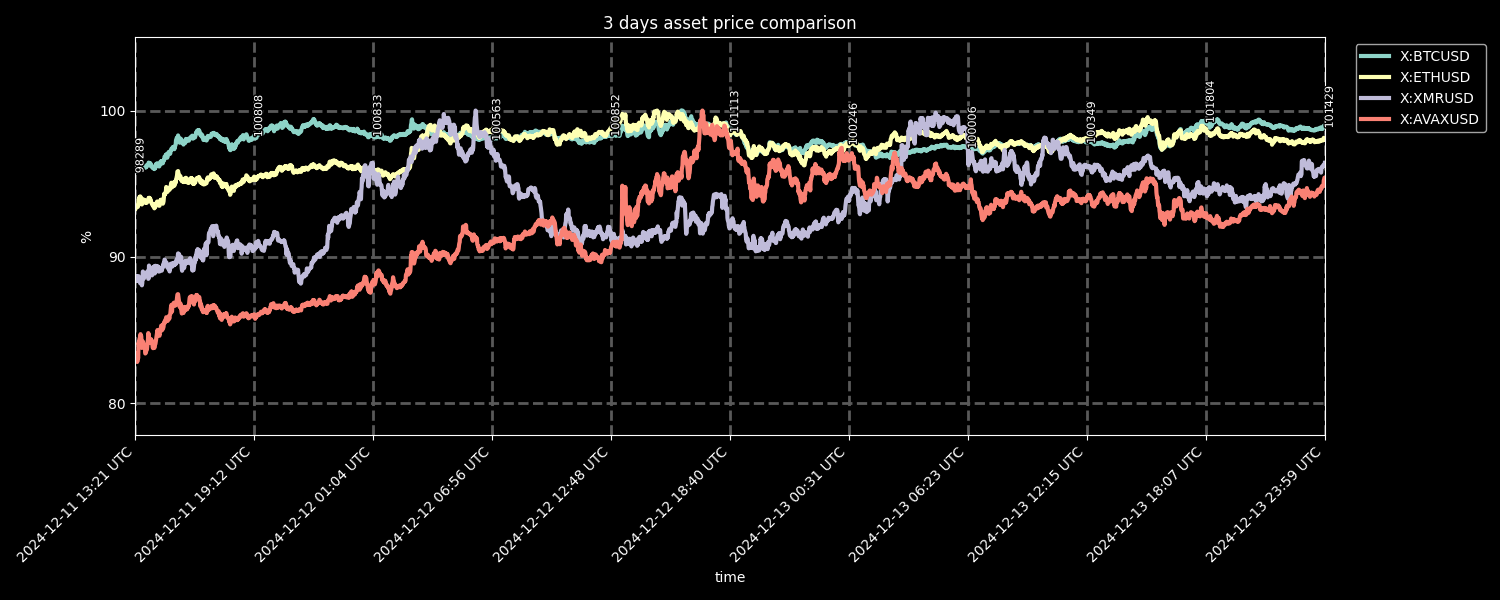 3 days asset price comparison
X:BTCUSD
X:ETHUSD
X:XMRUSD
X:AVAXUSD
100
90
80
%
98289
100808
100833
100563
100852
101113
100246
100066
100349
101804
101429
2024-12-11 13:21 UTC
2024-12-11 19:12 UTC
2024-12-12 01:04 UTC
2024-12-12 06:56 UTC
2024-12-12 12:48 UTC
2024-12-12 18:40 UTC
2024-12-13 00:31 UTC
2024-12-13 06:23 UTC
2024-12-13 12:15 UTC
2024-12-13 18:07 UTC
2024-12-13 23:59 UTC
time